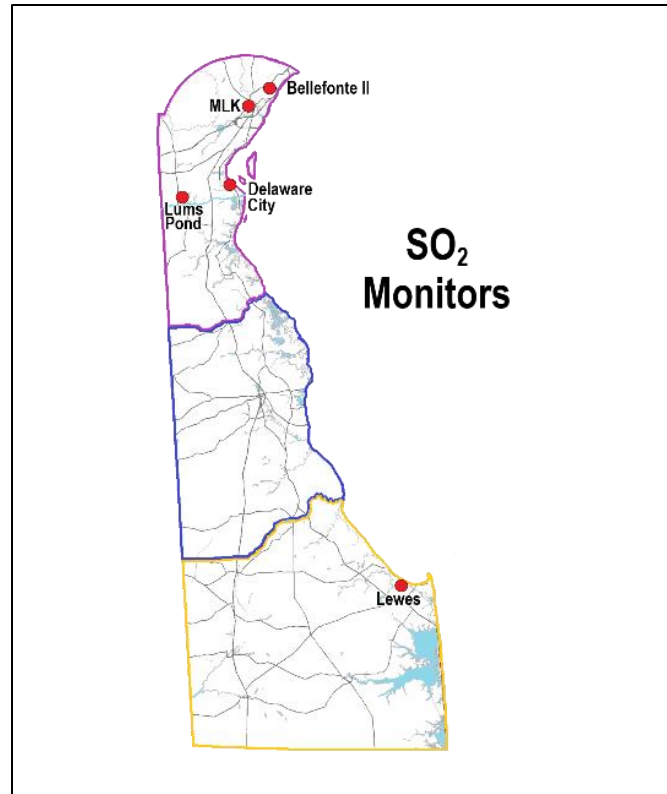 Bellefonte II
MLK
Delaware
City
Lums
Pond
SO₂
Monitors
Lewes